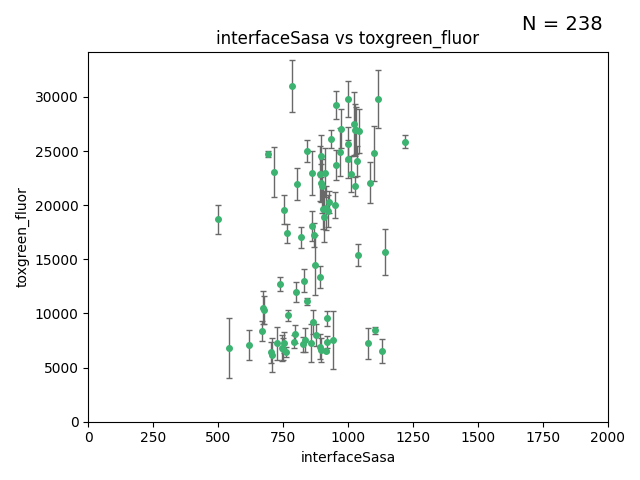 N = 238
interfaceSasa vs toxgreen_fluor
toxgreen_fluor
30000
25000
20000
15000
10000
5000
0
0 250 500 750 1000 1250 1500 1750 2000
interfaceSasa